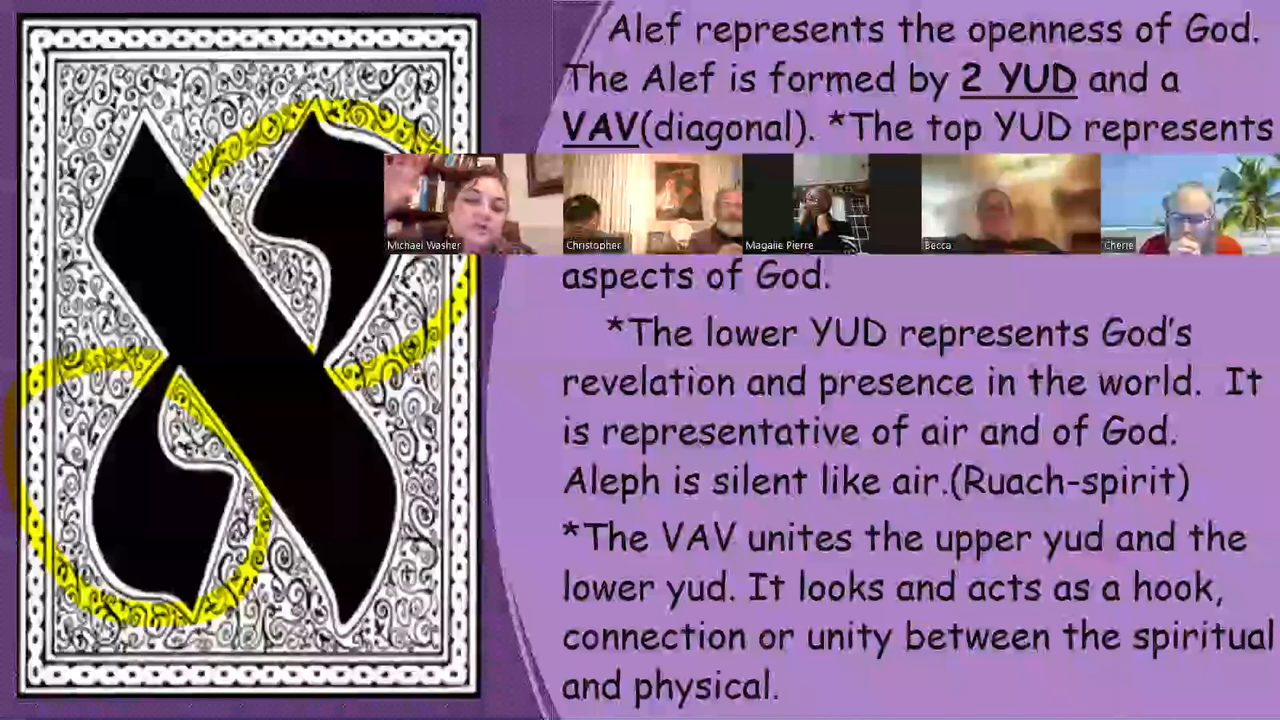 Alef represents the openness of God.
The Alef is formed by 2 YUD and a
VAV(diagonal). *The top YUD represents
Michael Washer
Christopher
Magalie Pierre
Becca
Cherie
aspects of God.
*The lower YUD represents God's
revelation and presence in the world. It
is representative of air and of God.
Aleph is silent like air.(Ruach-spirit)
*The VAV unites the upper yud and the
lower yud. It looks and acts as a hook,
connection or unity between the spiritual
and physical.
א